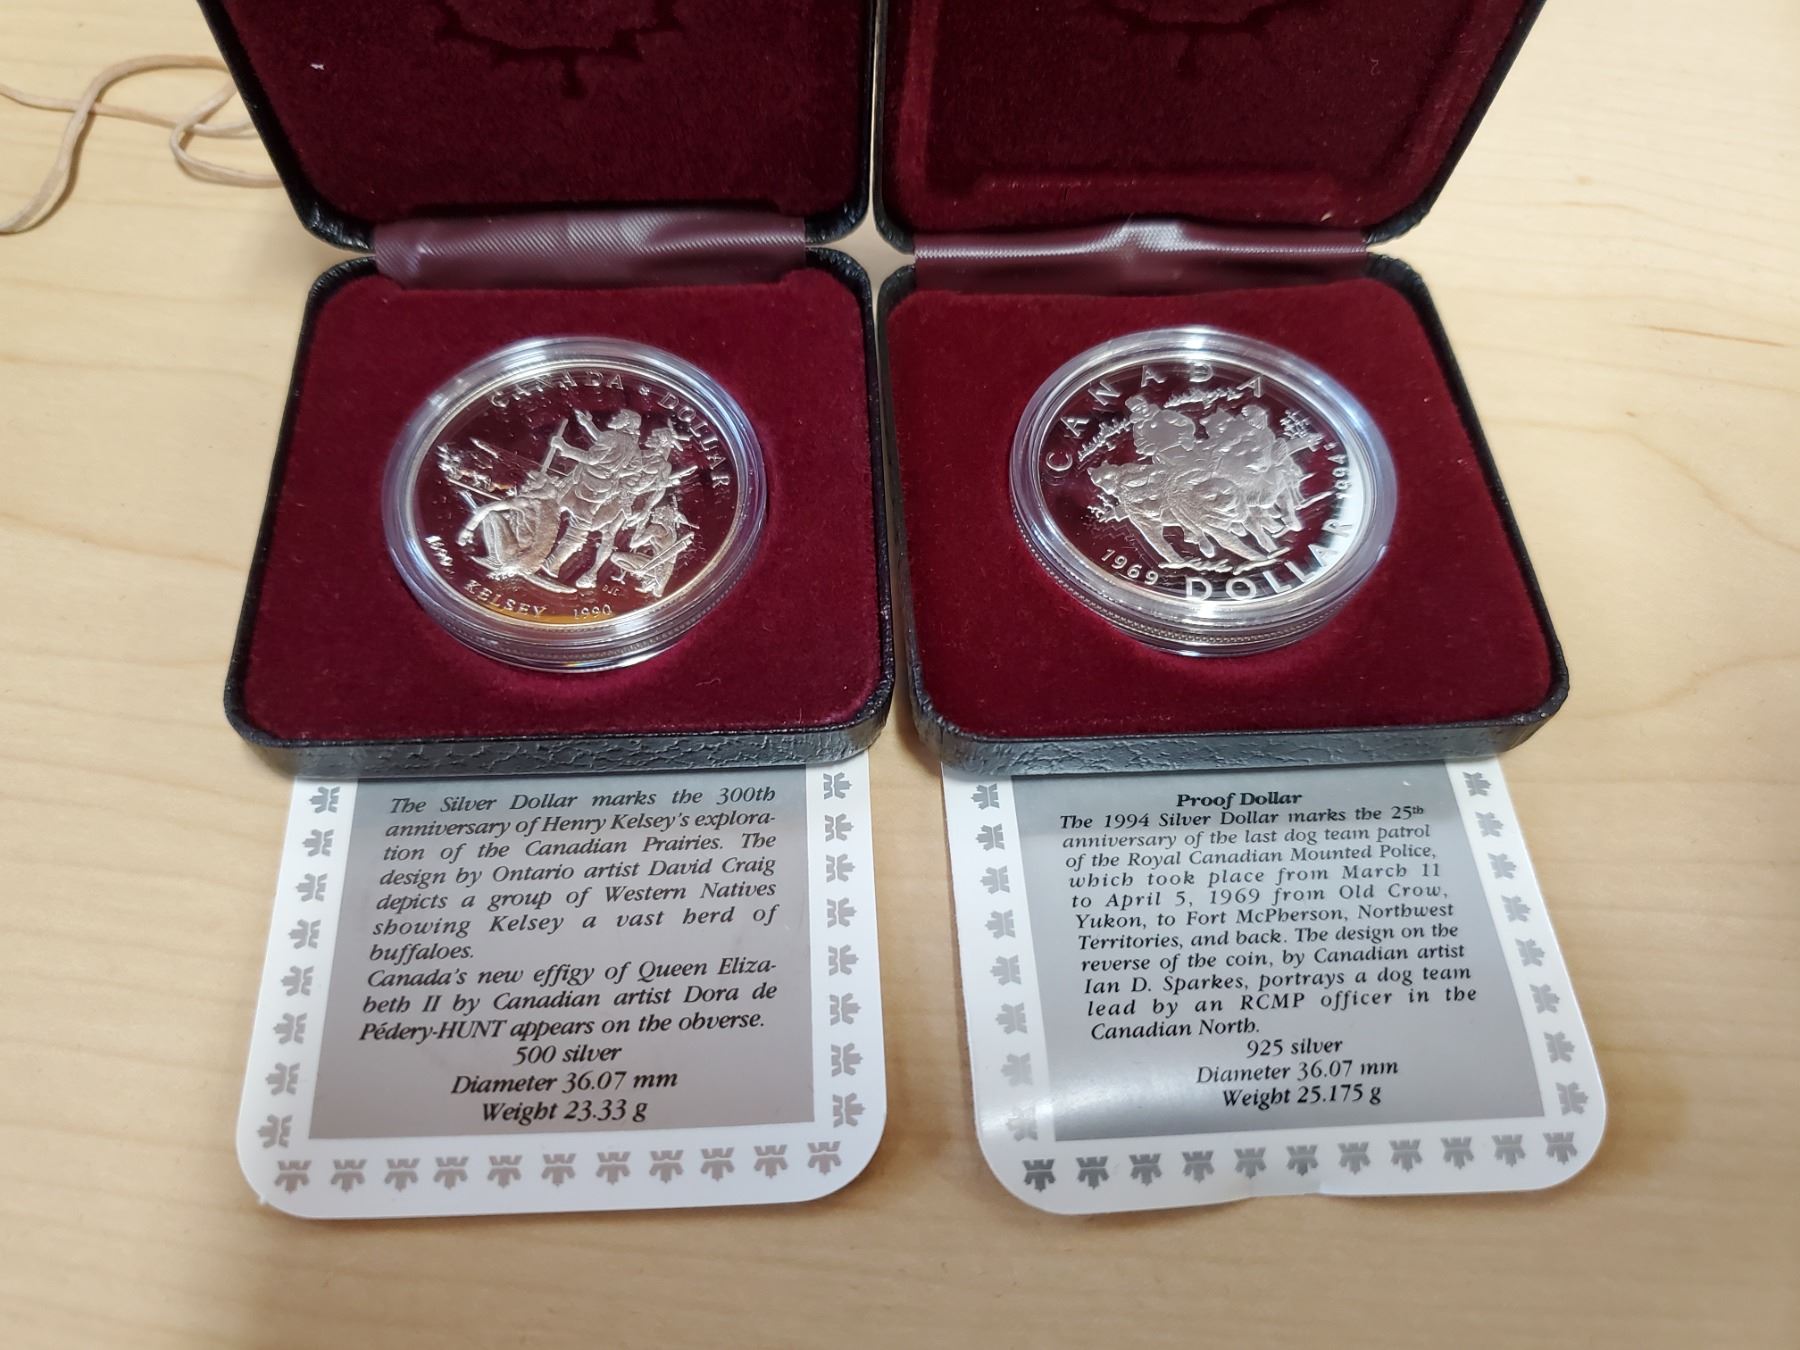 CANADA DOLLAR
KELSEY 1990
CANADA
1994
1969 DOLLAR
The Silver Dollar marks the 300th
anniversary of Henry Kelsey's explora-
tion of the Canadian Prairies. The
design by Ontario artist David Craig
depicts a group of Western Natives
showing Kelsey a vast herd of
buffaloes.
Canada's new effigy of Queen Eliza-
beth II by Canadian artist Dora de
Pédery-HUNT appears on the obverse.
500 silver
Diameter 36.07 mm
Weight 23.33 g
Proof Dollar
The 1994 Silver Dollar marks the 25th
anniversary of the last dog team patrol
of the Royal Canadian Mounted Police,
which took place from March 11
to April 5, 1969 from Old Crow,
Yukon, to Fort McPherson, Northwest
Territories, and back. The design on the
reverse of the coin, by Canadian artist
Ian D. Sparkes, portrays a dog team
lead by an RCMP officer in the
Canadian North.
925 silver
Diameter 36.07 mm
Weight 25.175 g